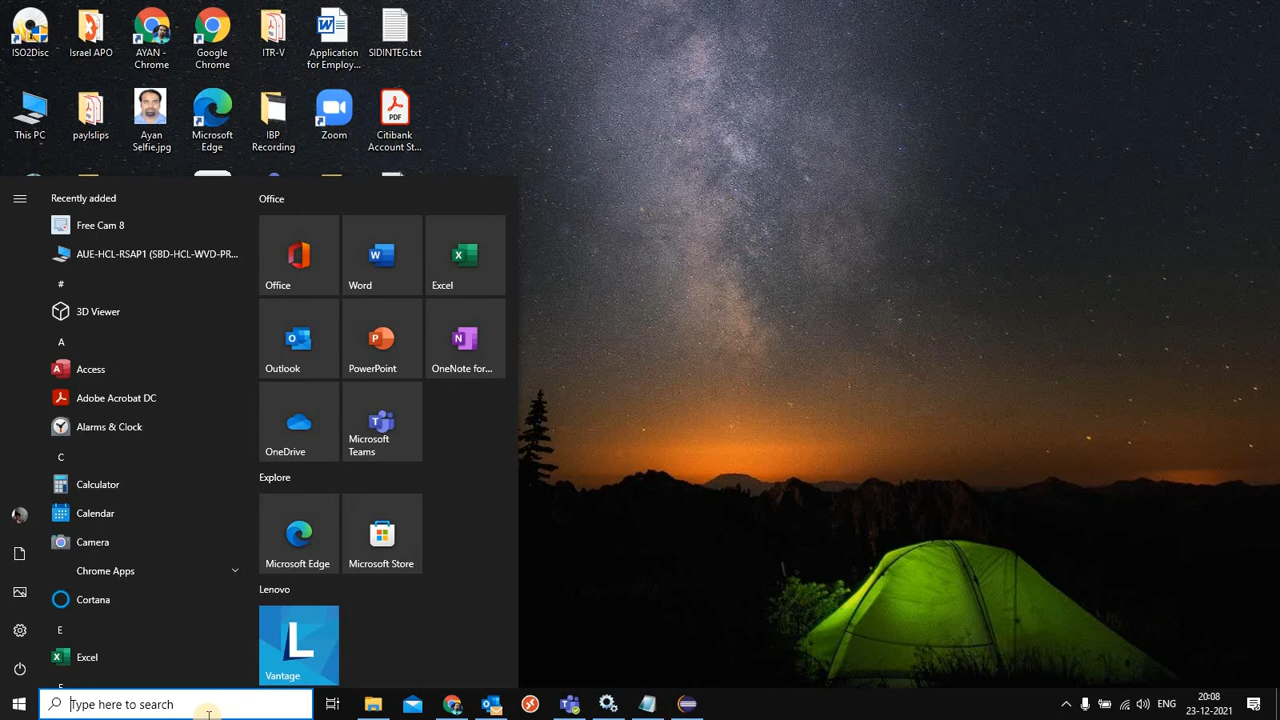 ISO2Disc
Israel APO
AYAN - Chrome
Google Chrome
ITR-V
Application for Employ...
SIDINTEG.txt
This PC
paylslips
Ayan Selfie.jpg
Microsoft Edge
IBP Recording
Zoom
PDF
Citibank Account St...
Recently added
Free Cam 8
AUE-HCL-RSAP1 (SBD-HCL-WVD-PR...
#
3D Viewer
A
Access
Adobe Acrobat DC
Alarms & Clock
C
Calculator
Calendar
Camera
Chrome Apps
Cortana
E
Excel
Office
Office
Word
Excel
Outlook
PowerPoint
OneNote for...
OneDrive
Microsoft Teams
Explore
Microsoft Edge
Microsoft Store
Lenovo
L
Vantage
Type here to search
ENG
20:08
23-12-2021